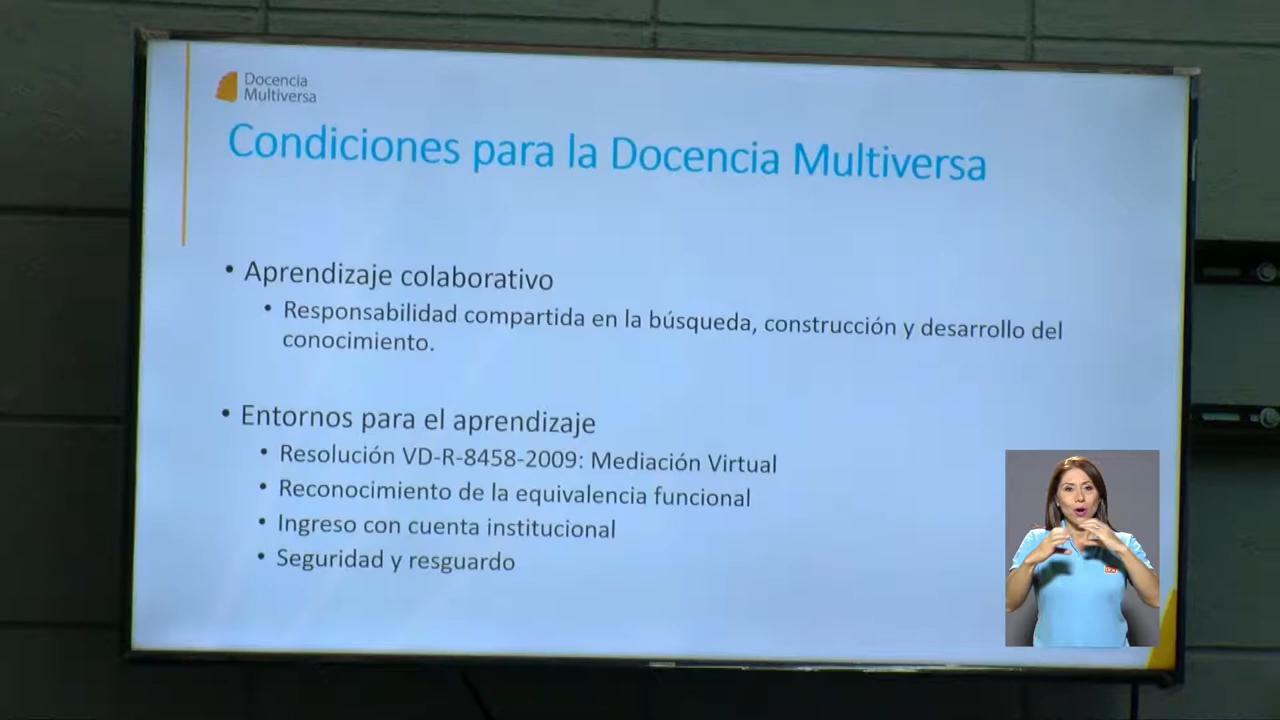 Docencia
Multiversa
Condiciones para la Docencia Multiversa
• Aprendizaje colaborativo
• Responsabilidad compartida en la búsqueda, construcción y desarrollo del
conocimiento.
• Entornos para el aprendizaje
• Resolución VD-R-8458-2009: Mediación Virtual
• Reconocimiento de la equivalencia funcional
• Ingreso con cuenta institucional
• Seguridad y resguardo